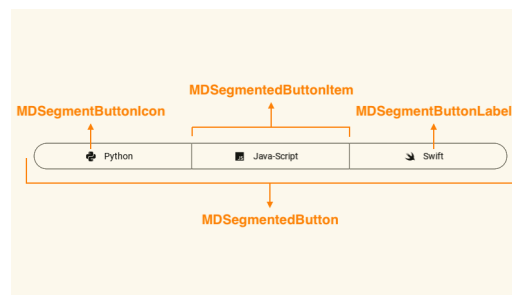 MDSegmentedButtonItem
MDSegmentButtonIcon
MDSegmentButtonLabel
Python
Java-Script
Swift
MDSegmentedButton